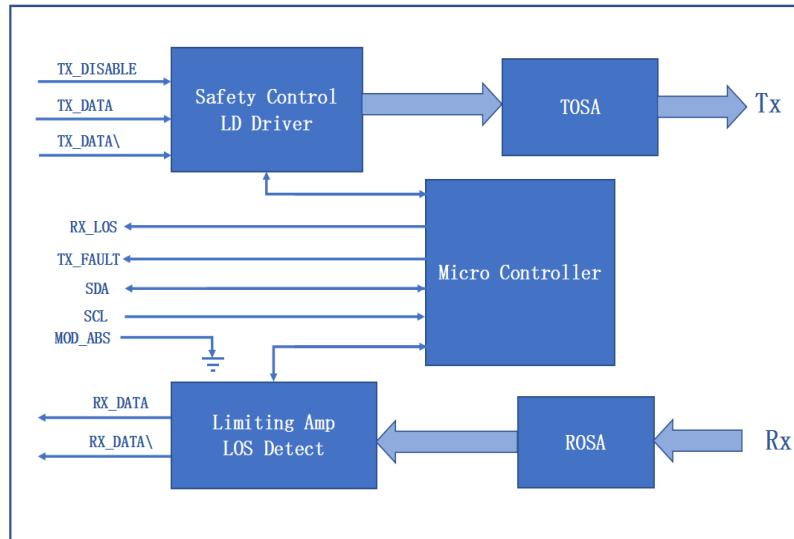 TX_DISABLE
TX_DATA
TX_DATA\
Safety Control
LD Driver
TOSA
Tx
RX_LOS
TX_FAULT
SDA
SCL
MOD_ABS
Micro Controller
RX_DATA
RX_DATA\
Limiting Amp
LOS Detect
ROSA
Rx